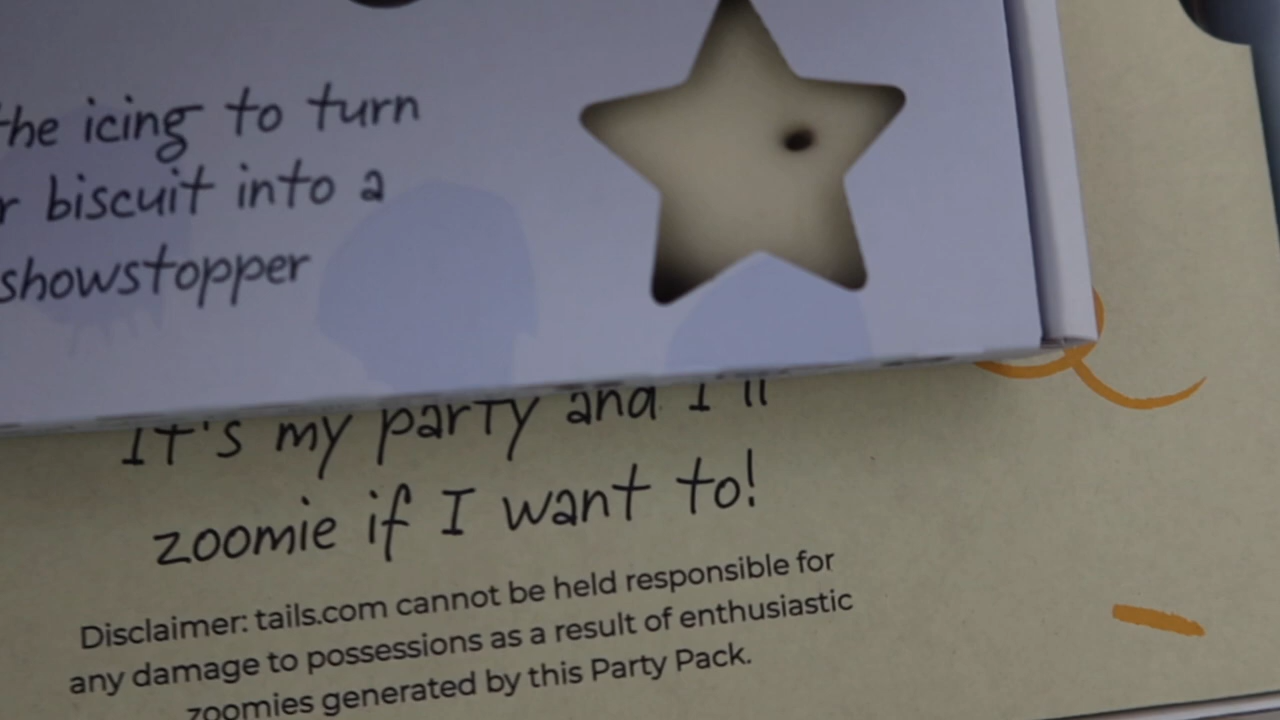 the icing to turn
r biscuit into a
showstopper
It's my party and I'll
zoomie if I want to!
Disclaimer: tails.com cannot be held responsible for
any damage to possessions as a result of enthusiastic
zoomies generated by this Party Pack.